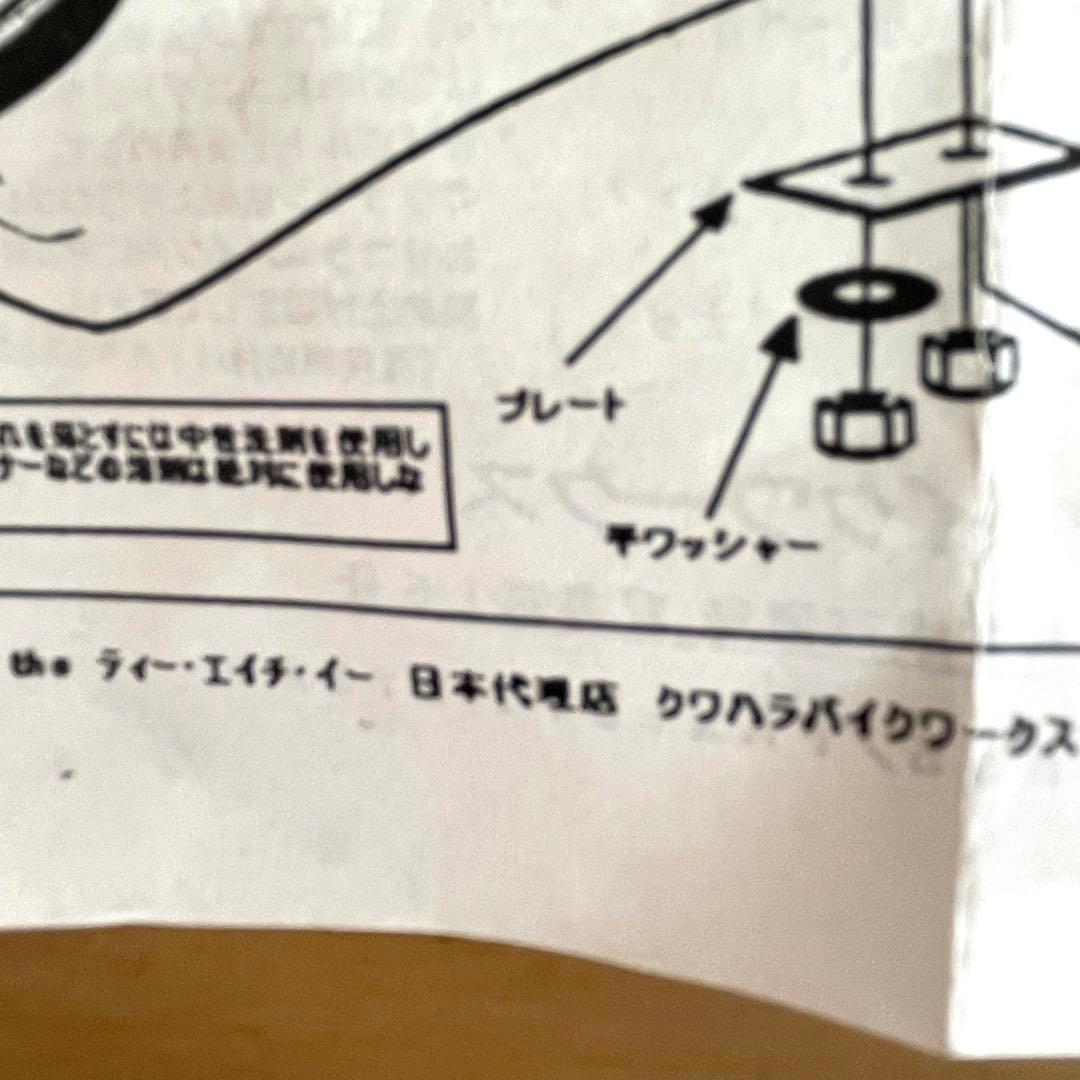 プレート
れを落とすには中性洗剤を使用し
ナーなどの溶剤は絶対に使用しな
平ワッシャー
the ティー・エイチ・イー 日本代理店 クワハラバイクワークス